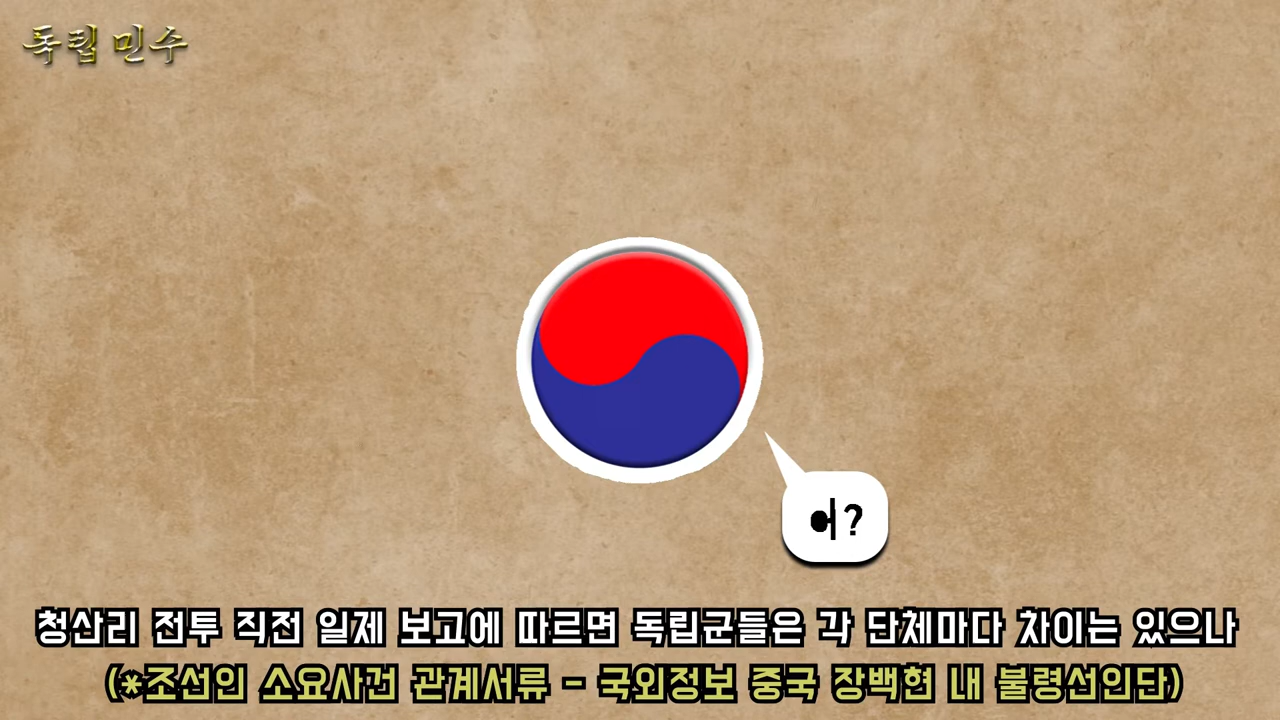 독립 민수
어?
청산리 전투 직전 일제 보고에 따르면 독립군들은 각 단체마다 차이는 있으나
(*조선인 소요사건 관계서류 - 국외정보 중국 장백현 내 불령선인단)